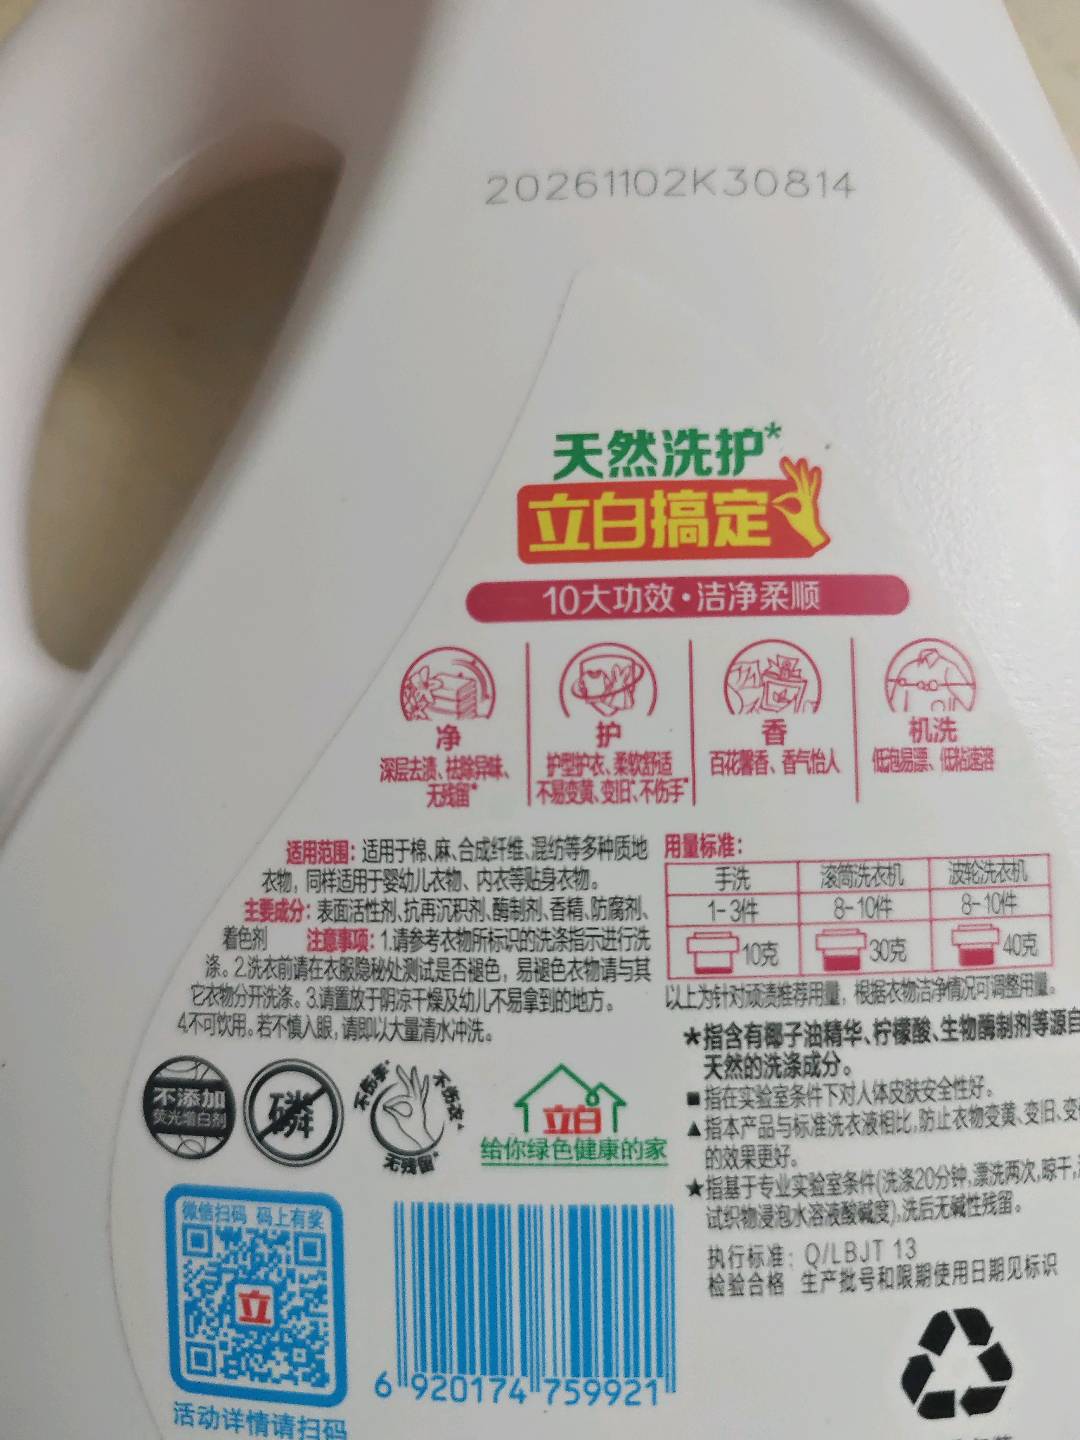 20261102K30814
天然洗护*
立白搞定
10大功效·洁净柔顺
净
深层去渍、祛除异味、
无残留*
护
护型护衣、柔软舒适
不易变黄、变旧、不伤手
香
百花馨香、香气怡人
机洗
低泡易漂、低粘速溶
适用范围：适用于棉、麻、合成纤维、混纺等多种质地
衣物，同样适用于婴幼儿衣物、内衣等贴身衣物。
主要成分：表面活性剂、抗再沉积剂、酶制剂、香精、防腐剂、
着色剂 注意事项：1.请参考衣物所标识的洗涤指示进行洗
涤。2.洗衣前请在衣服隐秘处测试是否褪色，易褪色衣物请与其
它衣物分开洗涤。3.请置放于阴凉干燥及幼儿不易拿到的地方。
4.不可饮用。若不慎入眼，请即以大量清水冲洗。
用量标准：
手洗 滚筒洗衣机 波轮洗衣机
1-3件 8-10件 8-10件
10克 30克 40克
以上为针对顽渍推荐用量，根据衣物洁净情况可调整用量。
*指含有椰子油精华、柠檬酸、生物酶制剂等源自
天然的洗涤成分。
■指在实验室条件下对人体皮肤安全性好。
▲指本产品与标准洗衣液相比，防止衣物变黄、变旧、变
的效果更好。
★指基于专业实验室条件(洗涤20分钟，漂洗两次，晾干，
试织物浸泡水溶液酸碱度)，洗后无碱性残留。
执行标准：Q/LBJT 13
检验合格 生产批号和限期使用日期见标识
不添加
荧光增白剂
磷
不伤手
不伤衣
无残留*
立白
给你绿色健康的家
微信扫码 码上有奖
立
活动详情请扫码
6 920174 759921